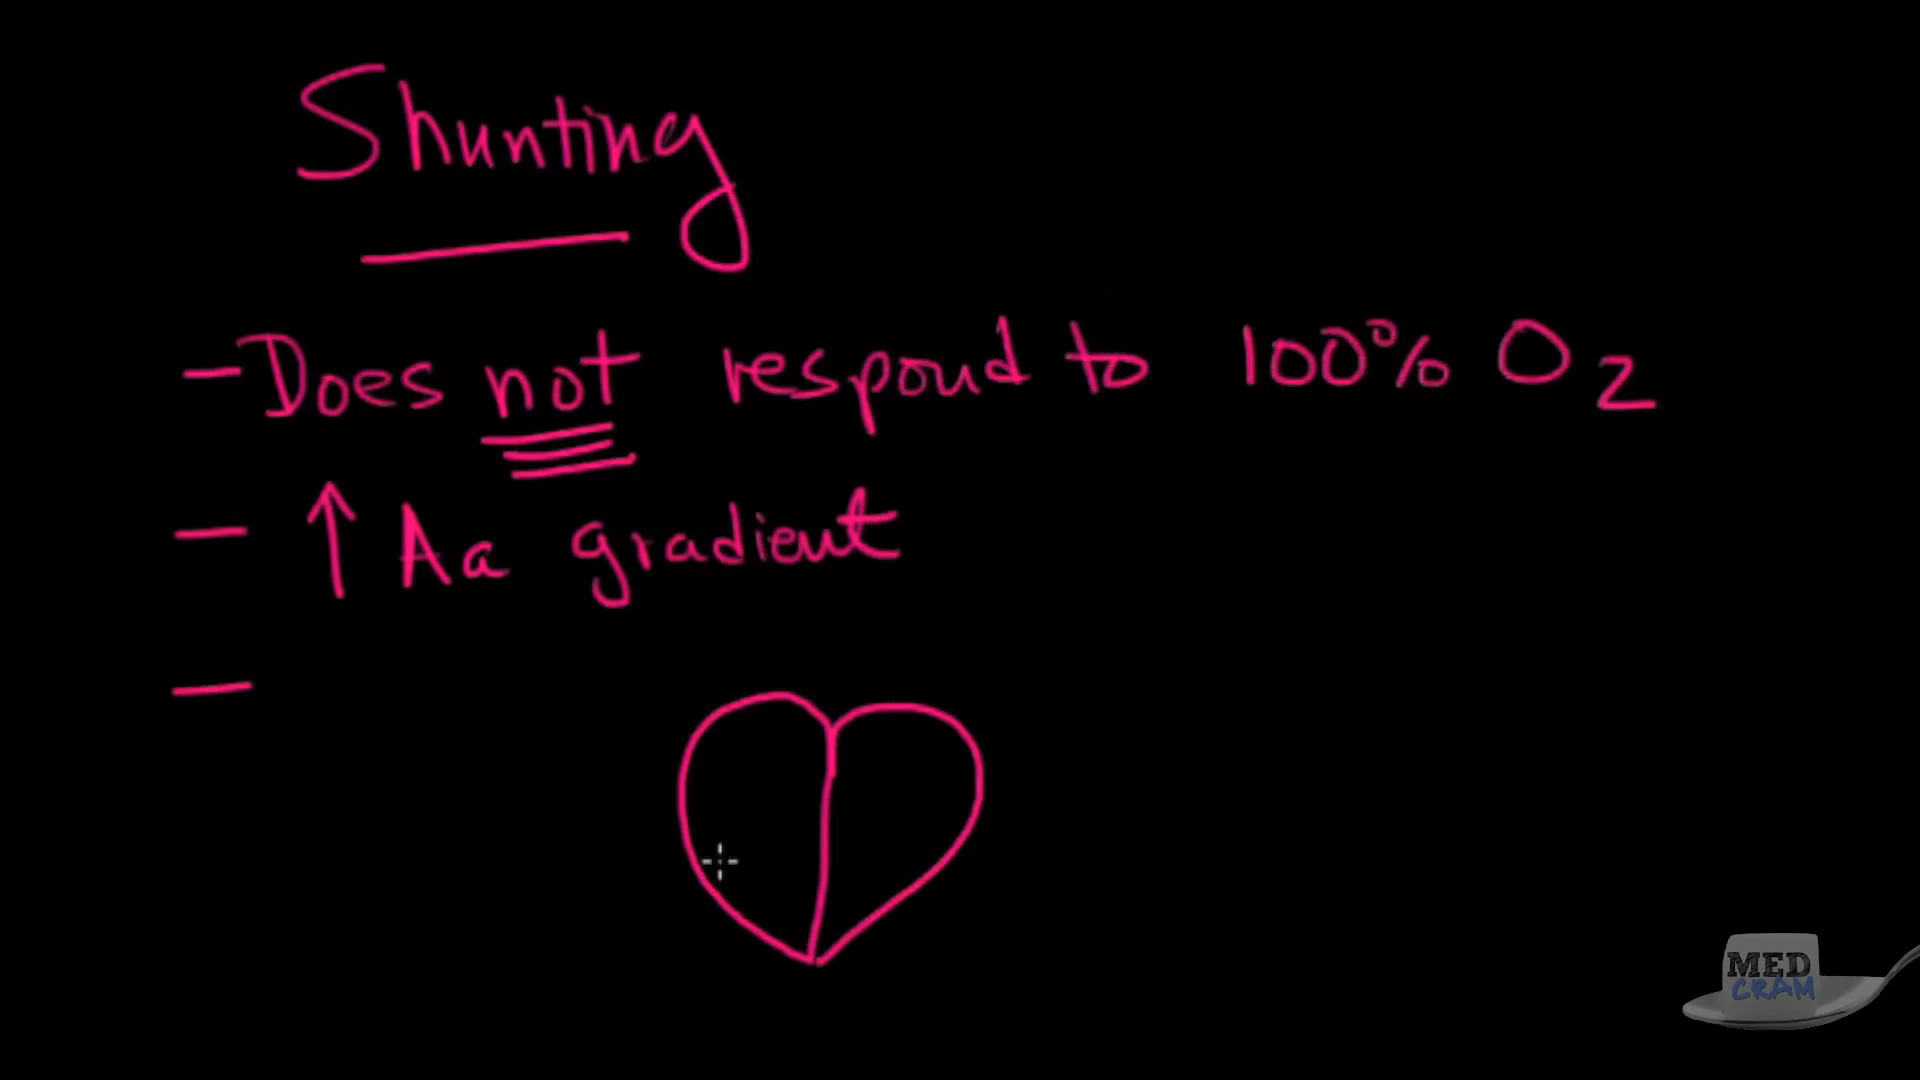 Shunting
- Does not respond to 100% O2
- ↑ Aa gradient
-
MED
CRAM